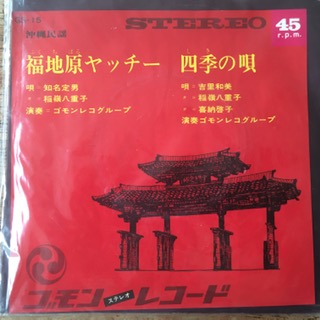 STEREO
45
r.p.m.
沖縄民謡
福地原ヤッチー
唄・知名定男
〃・稲嶺八重子
演奏・ゴモンレコグループ
四季の唄
唄・吉里和美
〃・稲嶺八重子
〃・喜納啓子
演奏ゴモンレコグループ
ゴモンレコード
ステレオ